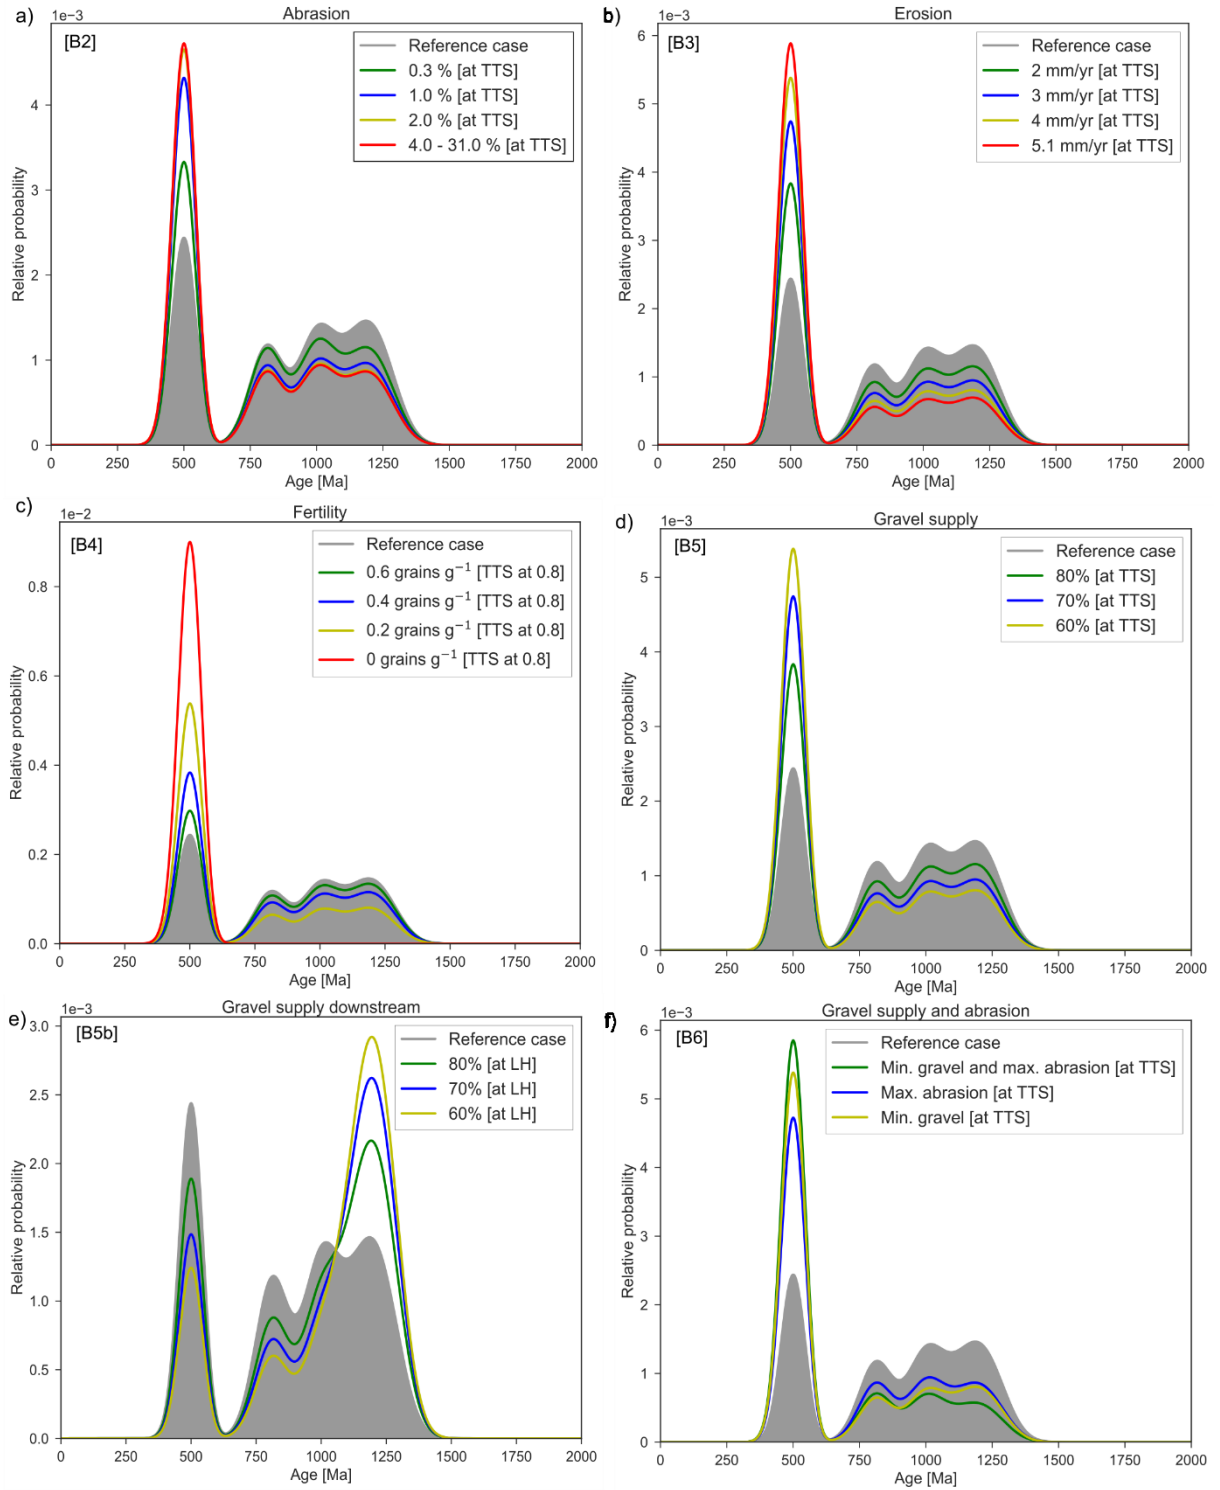 a)
Abrasion
1e−3
[B2]
Reference case
0.3 % [at TTS]
1.0 % [at TTS]
2.0 % [at TTS]
4.0 - 31.0 % [at TTS]
Relative probability
4
3
2
1
0
0 250 500 750 1000 1250 1500 1750 2000
Age [Ma]
b)
Erosion
1e−3
[B3]
Reference case
2 mm/yr [at TTS]
3 mm/yr [at TTS]
4 mm/yr [at TTS]
5.1 mm/yr [at TTS]
Relative probability
6
5
4
3
2
1
0
0 250 500 750 1000 1250 1500 1750 2000
Age [Ma]
c)
Fertility
1e−2
[B4]
Reference case
0.6 grains g⁻¹ [TTS at 0.8]
0.4 grains g⁻¹ [TTS at 0.8]
0.2 grains g⁻¹ [TTS at 0.8]
0 grains g⁻¹ [TTS at 0.8]
Relative probability
0.8
0.6
0.4
0.2
0.0
0 250 500 750 1000 1250 1500 1750 2000
Age [Ma]
d)
Gravel supply
1e−3
[B5]
Reference case
80% [at TTS]
70% [at TTS]
60% [at TTS]
Relative probability
5
4
3
2
1
0
0 250 500 750 1000 1250 1500 1750 2000
Age [Ma]
e)
Gravel supply downstream
1e−3
[B5b]
Reference case
80% [at LH]
70% [at LH]
60% [at LH]
Relative probability
3.0
2.5
2.0
1.5
1.0
0.5
0.0
0 250 500 750 1000 1250 1500 1750 2000
Age [Ma]
f)
Gravel supply and abrasion
1e−3
[B6]
Reference case
Min. gravel and max. abrasion [at TTS]
Max. abrasion [at TTS]
Min. gravel [at TTS]
Relative probability
6
5
4
3
2
1
0
0 250 500 750 1000 1250 1500 1750 2000
Age [Ma]